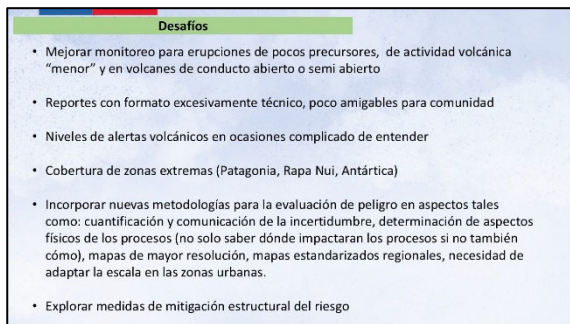 Desafíos
• Mejorar monitoreo para erupciones de pocos precursores, de actividad volcánica
“menor” y en volcanes de conducto abierto o semi abierto
• Reportes con formato excesivamente técnico, poco amigables para comunidad
• Niveles de alertas volcánicos en ocasiones complicado de entender
• Cobertura de zonas extremas (Patagonia, Rapa Nui, Antártica)
• Incorporar nuevas metodologías para la evaluación de peligro en aspectos tales
como: cuantificación y comunicación de la incertidumbre, determinación de aspectos
físicos de los procesos (no solo saber dónde impactaran los procesos si no también
cómo), mapas de mayor resolución, mapas estandarizados regionales, necesidad de
adaptar la escala en las zonas urbanas.
• Explorar medidas de mitigación estructural del riesgo